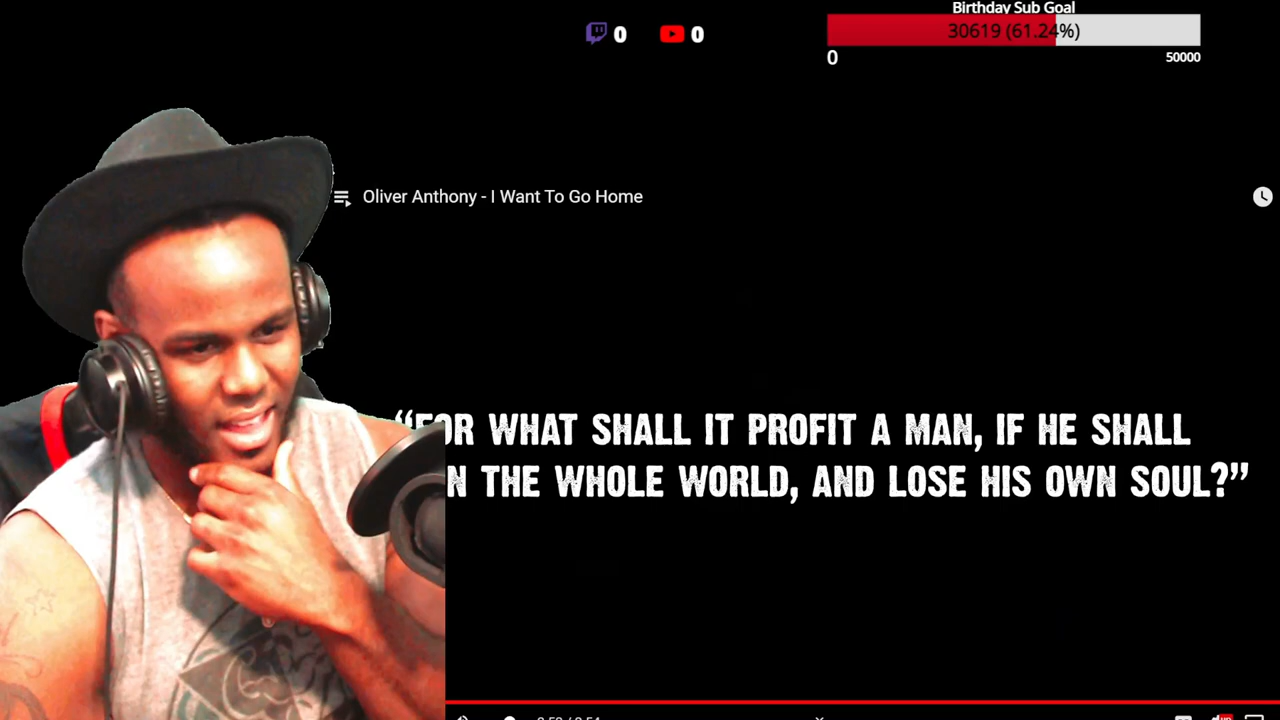 Birthday Sub Goal
0
0
30619 (61.24%)
0
50000
Oliver Anthony - I Want To Go Home
“FOR WHAT SHALL IT PROFIT A MAN, IF HE SHALL
N THE WHOLE WORLD, AND LOSE HIS OWN SOUL?”